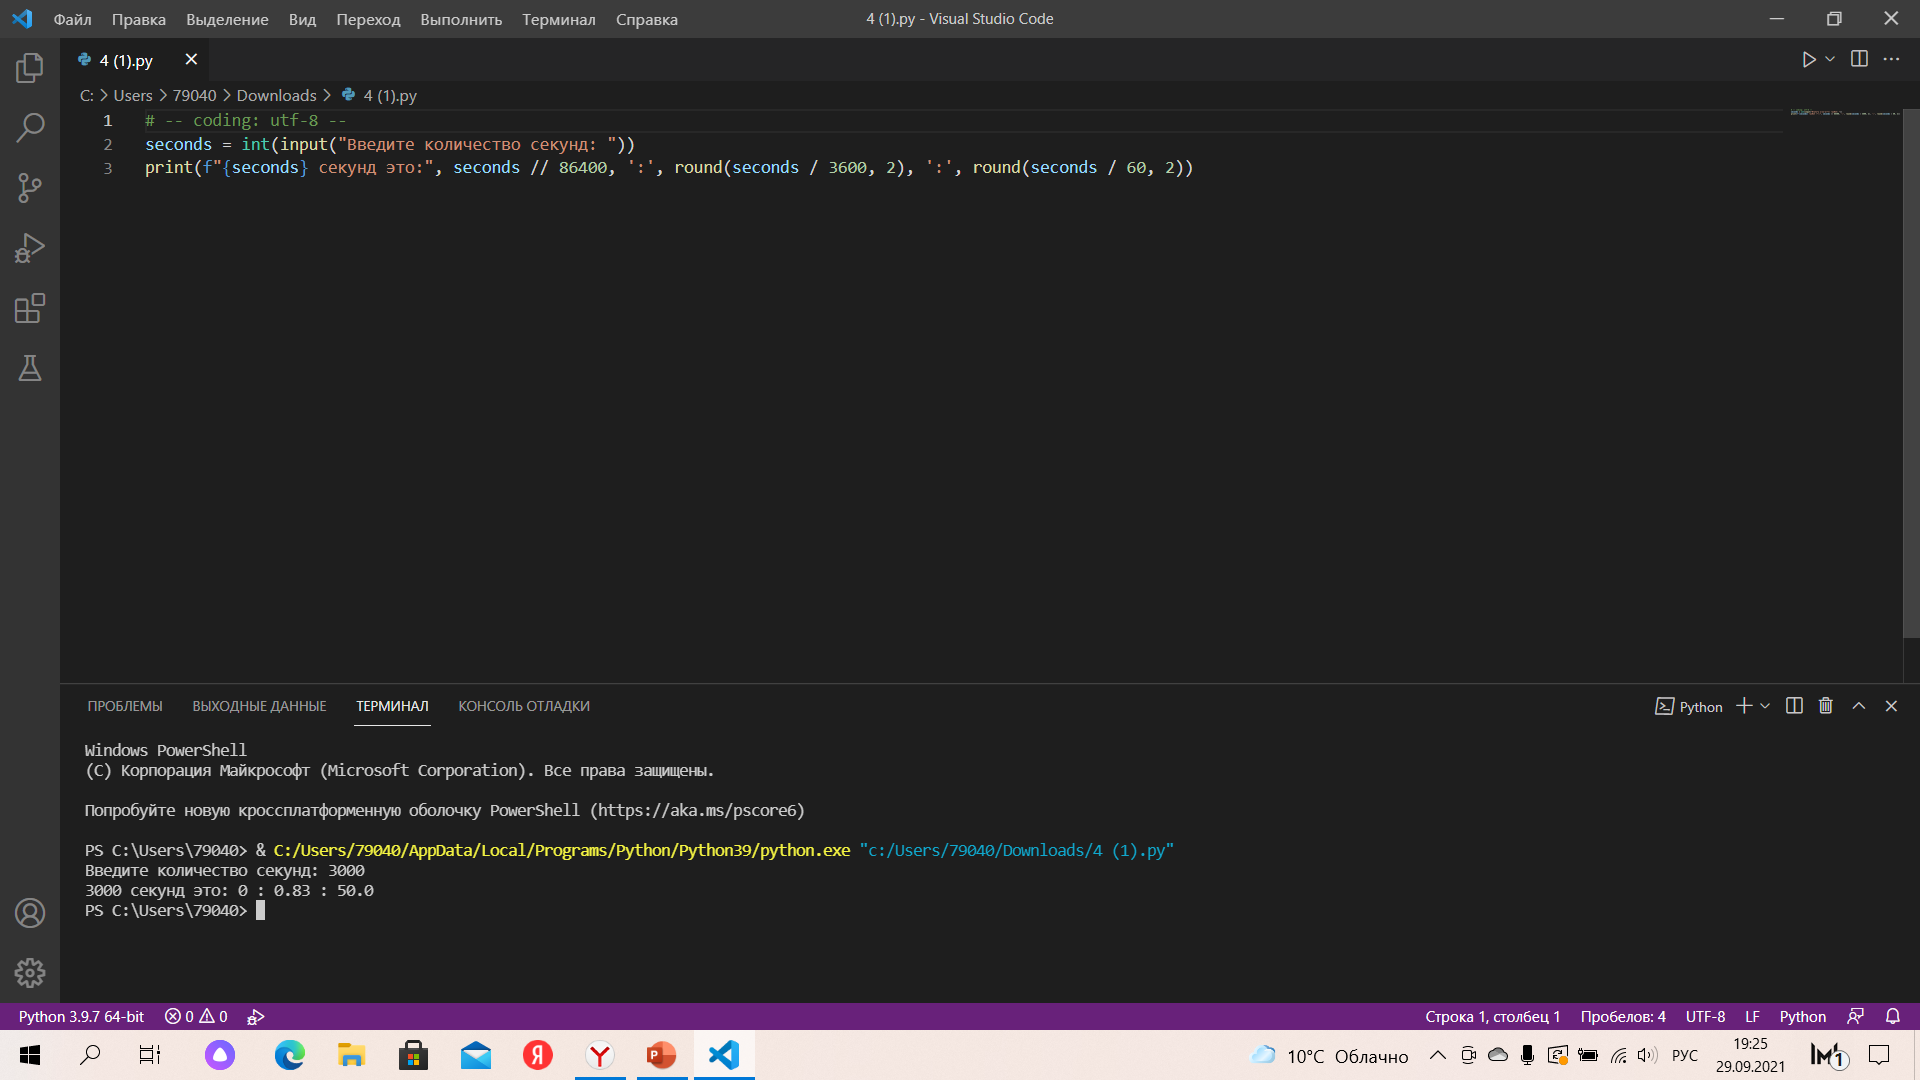 Файл Правка Выделение Вид Переход Выполнить Терминал Справка 4 (1).py - Visual Studio Code
4 (1).py
C: Users 79040 Downloads 4 (1).py
1 # -- coding: utf-8 --
2 seconds = int(input("Введите количество секунд: "))
3 print(f"{seconds} секунд это:", seconds // 86400, ':', round(seconds / 3600, 2), ':', round(seconds / 60, 2))
ПРОБЛЕМЫ ВЫХОДНЫЕ ДАННЫЕ ТЕРМИНАЛ КОНСОЛЬ ОТЛАДКИ Python
Windows PowerShell
(C) Корпорация Майкрософт (Microsoft Corporation). Все права защищены.
Попробуйте новую кроссплатформенную оболочку PowerShell (https://aka.ms/pscore6)
PS C:\Users\79040> & C:/Users/79040/AppData/Local/Programs/Python/Python39/python.exe "c:/Users/79040/Downloads/4 (1).py"
Введите количество секунд: 3000
3000 секунд это: 0 : 0.83 : 50.0
PS C:\Users\79040>
Python 3.9.7 64-bit 0 0 Строка 1, столбец 1 Пробелов: 4 UTF-8 LF Python
10°C Облачно РУС 19:25
29.09.2021 1